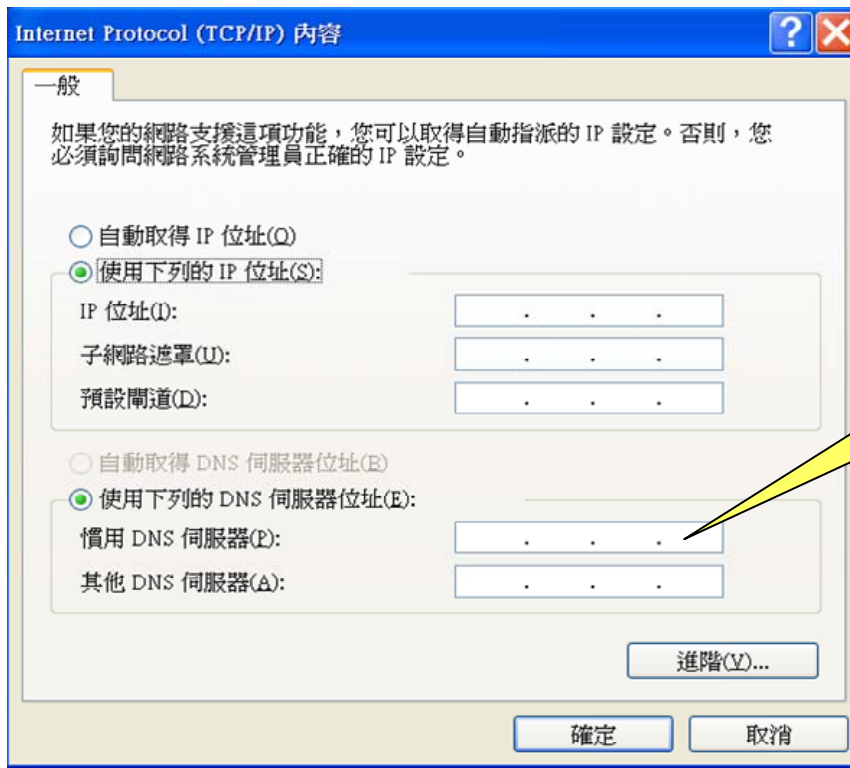 Internet Protocol (TCP/IP) 內容
一般
如果您的網路支援這項功能，您可以取得自動指派的 IP 設定。否則，您
必須詢問網路系統管理員正確的 IP 設定。
自動取得 IP 位址(O)
使用下列的 IP 位址(S):
IP 位址(I):
子網路遮罩(U):
預設閘道(D):
自動取得 DNS 伺服器位址(B)
使用下列的 DNS 伺服器位址(E):
慣用 DNS 伺服器(P):
其他 DNS 伺服器(A):
進階(V)...
確定
取消